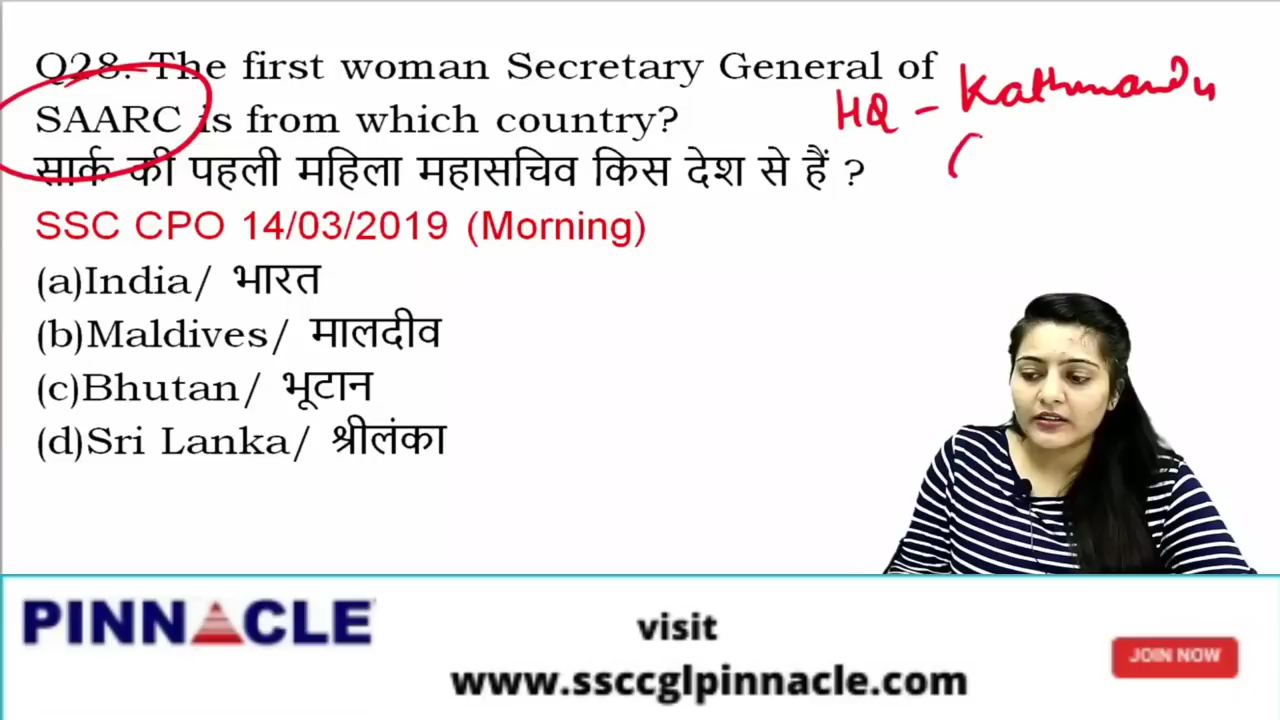 Q28. The first woman Secretary General of
SAARC is from which country?
HQ - Kathmandu
(
सार्क की पहली महिला महासचिव किस देश से हैं ?
SSC CPO 14/03/2019 (Morning)
(a)India/ भारत
(b)Maldives/ मालदीव
(c)Bhutan/ भूटान
(d)Sri Lanka/ श्रीलंका
PINNACLE
visit
www.ssccglpinnacle.com
JOIN NOW